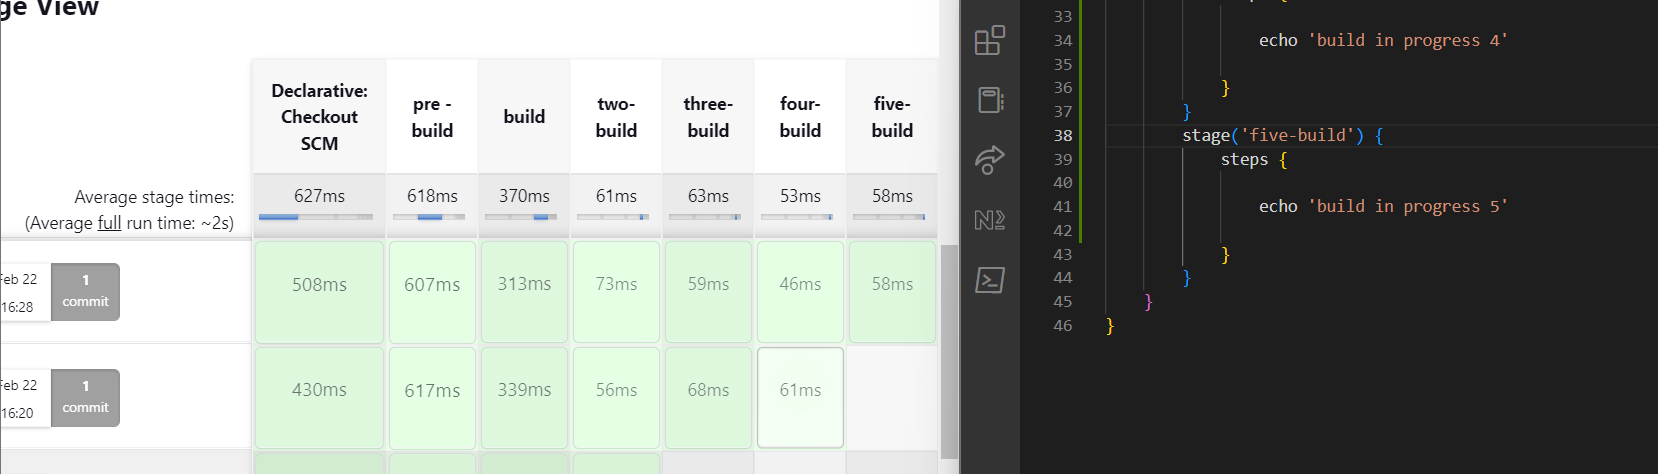 ge View
Declarative:
Checkout
SCM
pre -
build
build
two-
build
three-
build
four-
build
five-
build
Average stage times:
(Average full run time: ~2s)
627ms
618ms
370ms
61ms
63ms
53ms
58ms
Feb 22
16:28
1
commit
508ms
607ms
313ms
73ms
59ms
46ms
58ms
Feb 22
16:20
1
commit
430ms
617ms
339ms
56ms
68ms
61ms
33
34 echo 'build in progress 4'
35
36 }
37 }
38 stage('five-build') {
39 steps {
40
41 echo 'build in progress 5'
42
43 }
44 }
45 }
46 }